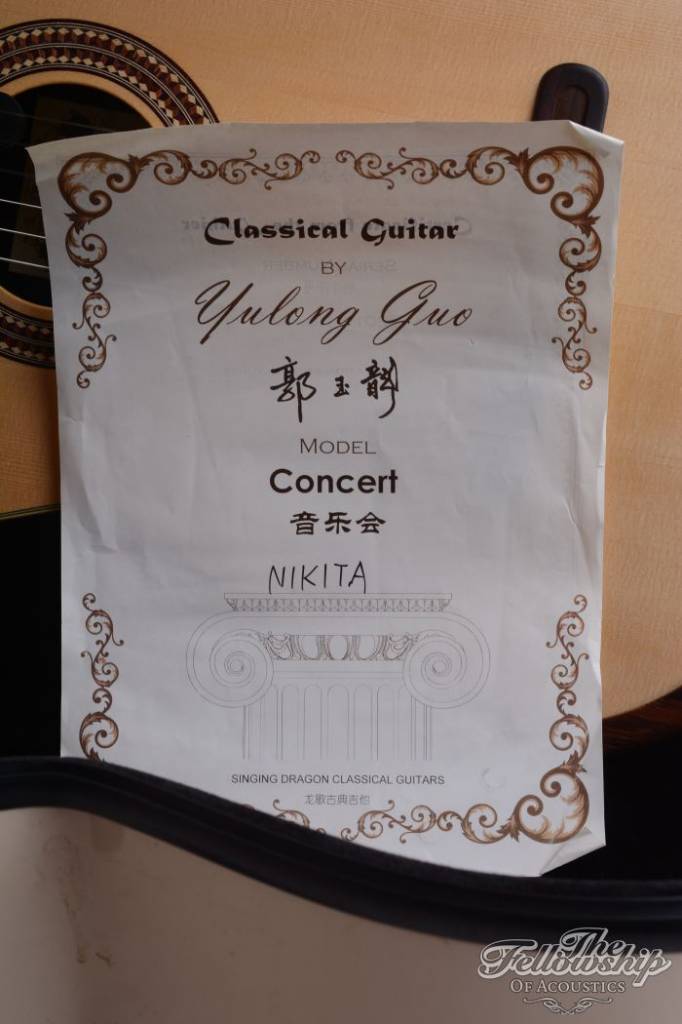 Classical Guitar
BY
Yulong Guo
郭玉龍
MODEL
Concert
音乐会
NIKITA
SINGING DRAGON CLASSICAL GUITARS
龙歌古典吉他
The
Fellowship
OF ACOUSTICS